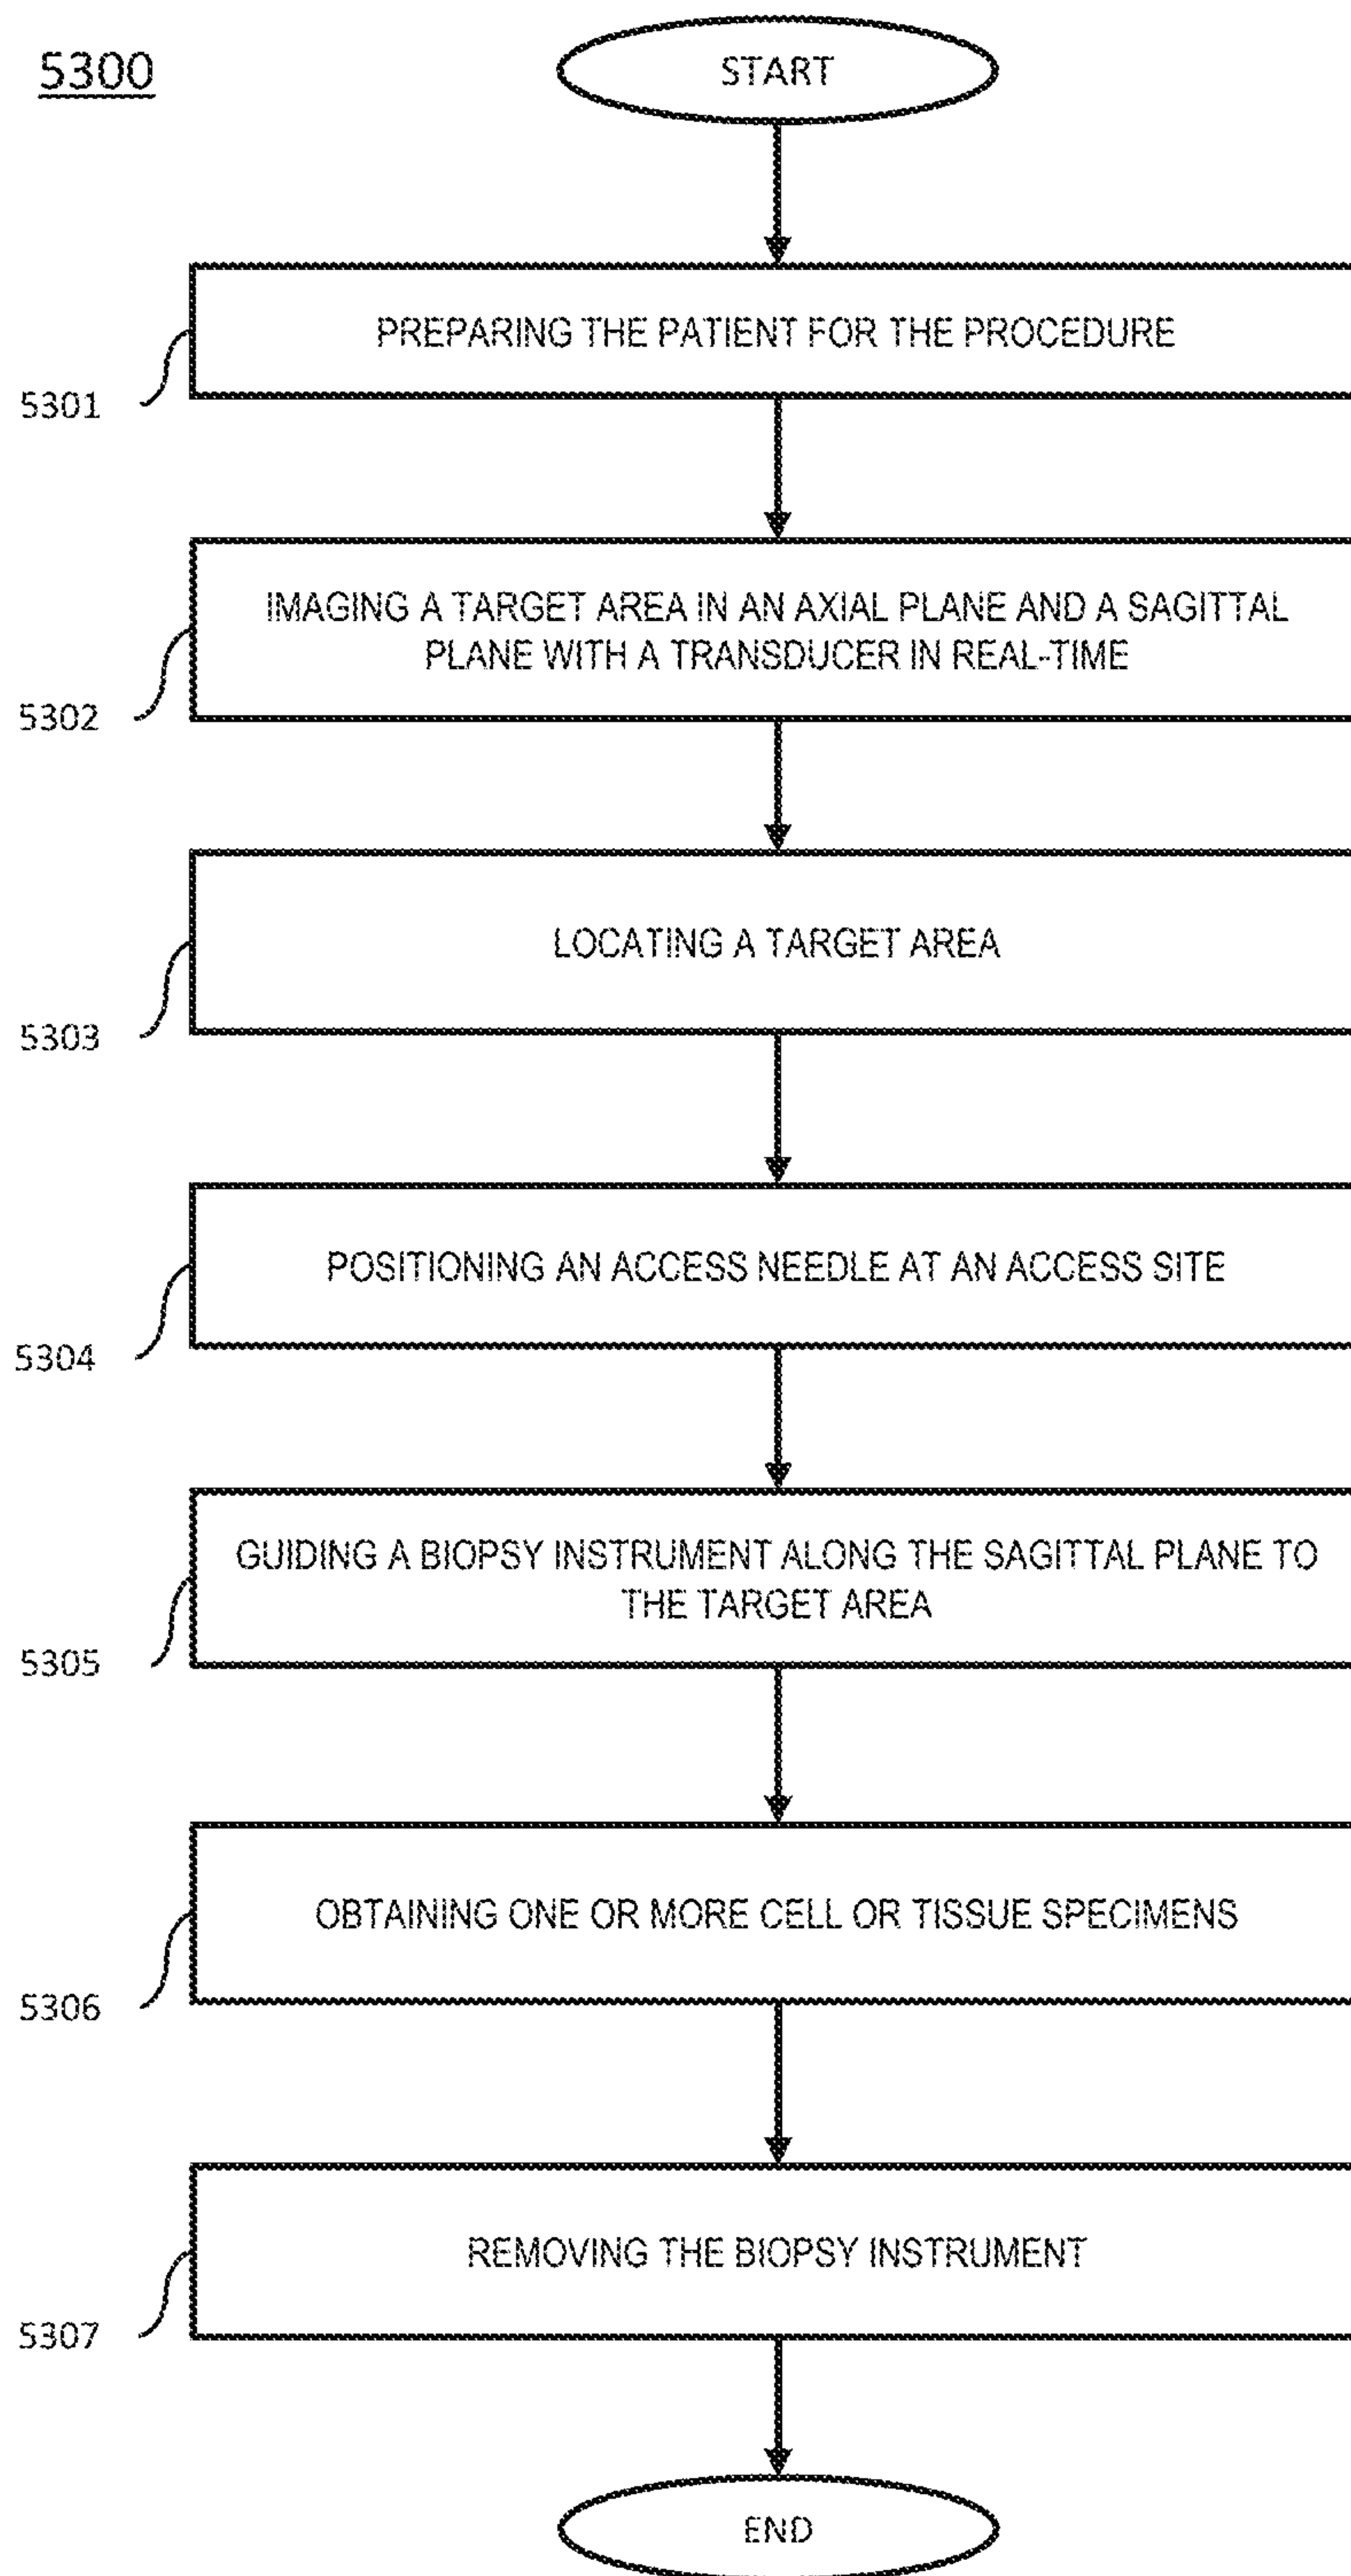 5300
START
PREPARING THE PATIENT FOR THE PROCEDURE
5301
IMAGING A TARGET AREA IN AN AXIAL PLANE AND A SAGITTAL
PLANE WITH A TRANSDUCER IN REAL-TIME
5302
LOCATING A TARGET AREA
5303
POSITIONING AN ACCESS NEEDLE AT AN ACCESS SITE
5304
GUIDING A BIOPSY INSTRUMENT ALONG THE SAGITTAL PLANE TO
THE TARGET AREA
5305
OBTAINING ONE OR MORE CELL OR TISSUE SPECIMENS
5306
REMOVING THE BIOPSY INSTRUMENT
5307
END